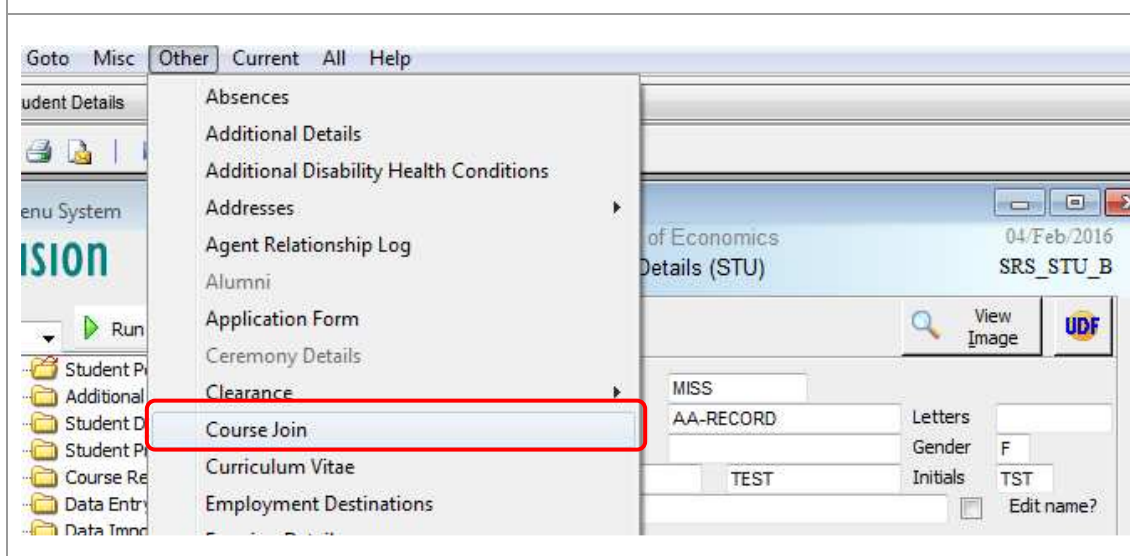 Goto Misc Other Current All Help
udent Details
Absences
Additional Details
Additional Disability Health Conditions
Addresses
Agent Relationship Log
Alumni
Application Form
Ceremony Details
Clearance
Course Join
Curriculum Vitae
Employment Destinations
enu System
ision
Run
Student P
Additional
Student D
Student P
Course Re
Data Entry
Data Impo
of Economics
04/Feb/2016
Details (STU)
SRS_STU_B
View Image
UDF
MISS
AA-RECORD
Letters
Gender F
TEST
Initials TST
Edit name?